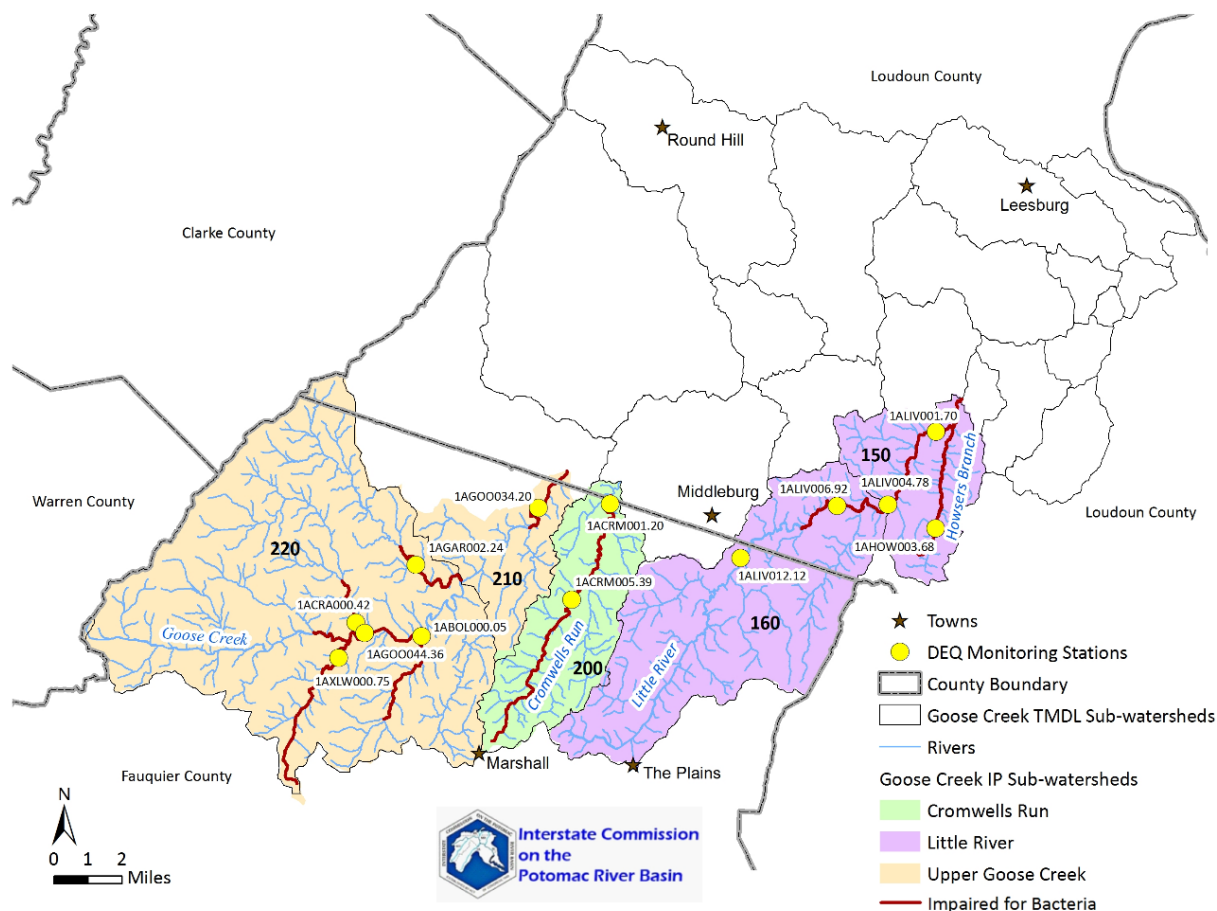 Loudoun County
Round Hill
Leesburg
Clarke County
1ALIV001.70
150
Howsers Branch
1ALIV004.78
1ALIV006.92
Warren County
1AGOO034.20
Middleburg
Loudoun County
1ACRM001.20
1AHOW003.68
220
1AGAR002.24
1ALIV012.12
210
1ACRM005.39
1ACRA000.42
160
Goose Creek
1ABOL000.05
1AGOO044.36
1AXLW000.75
Cromwells Run
200
Little River
Marshall
The Plains
Fauquier County
Towns
DEQ Monitoring Stations
County Boundary
Goose Creek TMDL Sub-watersheds
Rivers
Goose Creek IP Sub-watersheds
Cromwells Run
Little River
Upper Goose Creek
Impaired for Bacteria
N
0 1 2
Miles
Interstate Commission
on the
Potomac River Basin